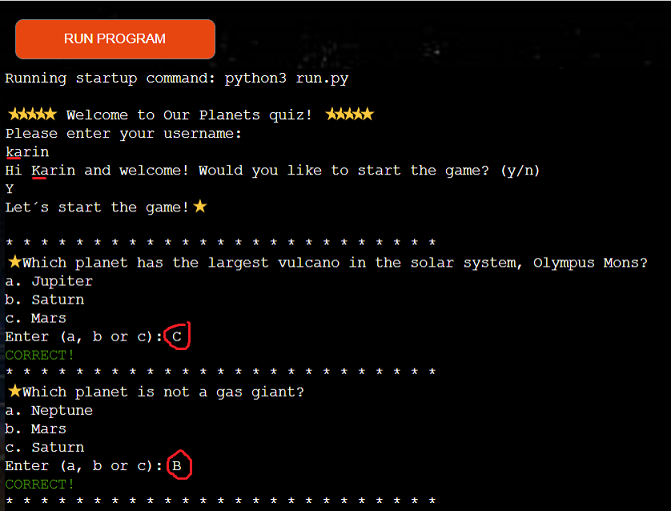 RUN PROGRAM
Running startup command: python3 run.py
⭐⭐⭐⭐⭐ Welcome to Our Planets quiz! ⭐⭐⭐⭐⭐
Please enter your username:
karin
Hi Karin and welcome! Would you like to start the game? (y/n)
Y
Let´s start the game!⭐
* * * * * * * * * * * * * * * * * * * * * * * * *
⭐Which planet has the largest vulcano in the solar system, Olympus Mons?
a. Jupiter
b. Saturn
c. Mars
Enter (a, b or c): C
CORRECT!
* * * * * * * * * * * * * * * * * * * * * * * * *
⭐Which planet is not a gas giant?
a. Neptune
b. Mars
c. Saturn
Enter (a, b or c): B
CORRECT!
* * * * * * * * * * * * * * * * * * * * * * * * *